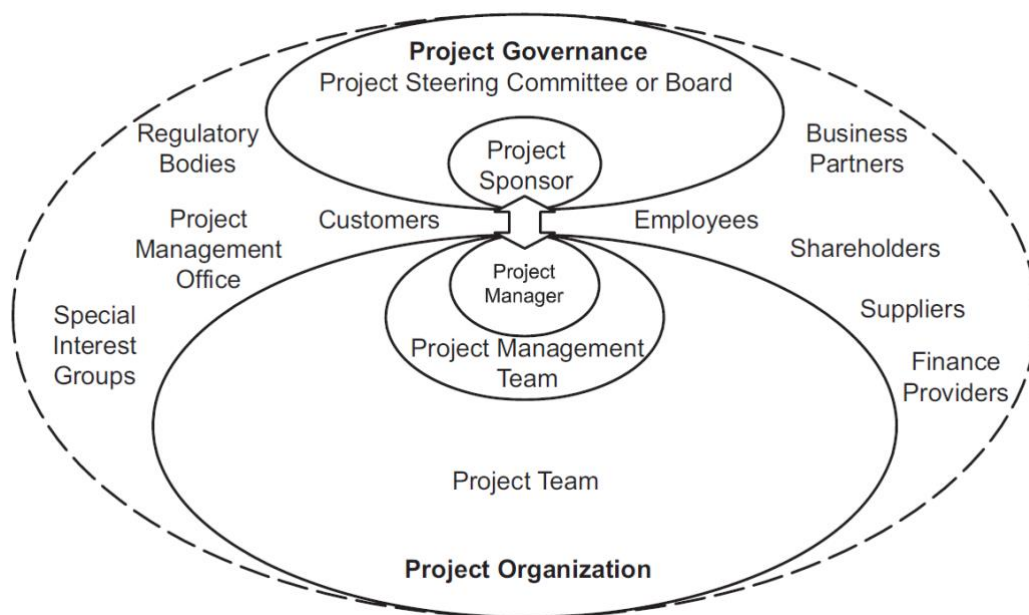 Project Governance
Project Steering Committee or Board
Regulatory
Bodies
Business
Partners
Project
Sponsor
Project
Management
Office
Customers
Employees
Shareholders
Project
Manager
Special
Interest
Groups
Suppliers
Project Management
Team
Finance
Providers
Project Team
Project Organization